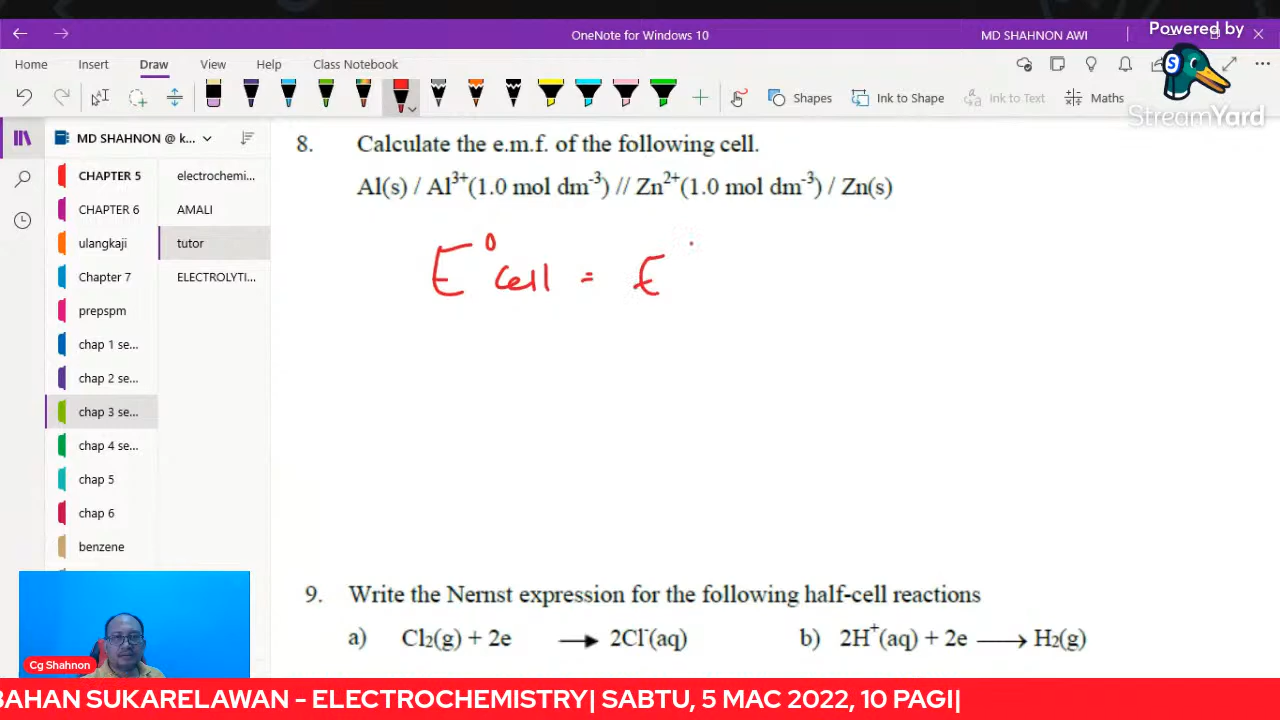 OneNote for Windows 10
MD SHAHNON AWI
Powered by
StreamYard
Home Insert Draw View Help Class Notebook
Shapes Ink to Shape Ink to Text Maths
MD SHAHNON @ k...
CHAPTER 5
CHAPTER 6
ulangkaji
Chapter 7
prepspm
chap 1 se...
chap 2 se...
chap 3 se...
chap 4 se...
chap 5
chap 6
benzene
electrochemi...
AMALI
tutor
ELECTROLYTI...
8. Calculate the e.m.f. of the following cell.
Al(s) / Al³⁺(1.0 mol dm⁻³) // Zn²⁺(1.0 mol dm⁻³) / Zn(s)
E⁰ cell = E
9. Write the Nernst expression for the following half-cell reactions
a) Cl₂(g) + 2e → 2Cl⁻(aq) b) 2H⁺(aq) + 2e → H₂(g)
Cg Shahnon
BAHAN SUKARELAWAN - ELECTROCHEMISTRY| SABTU, 5 MAC 2022, 10 PAGI|